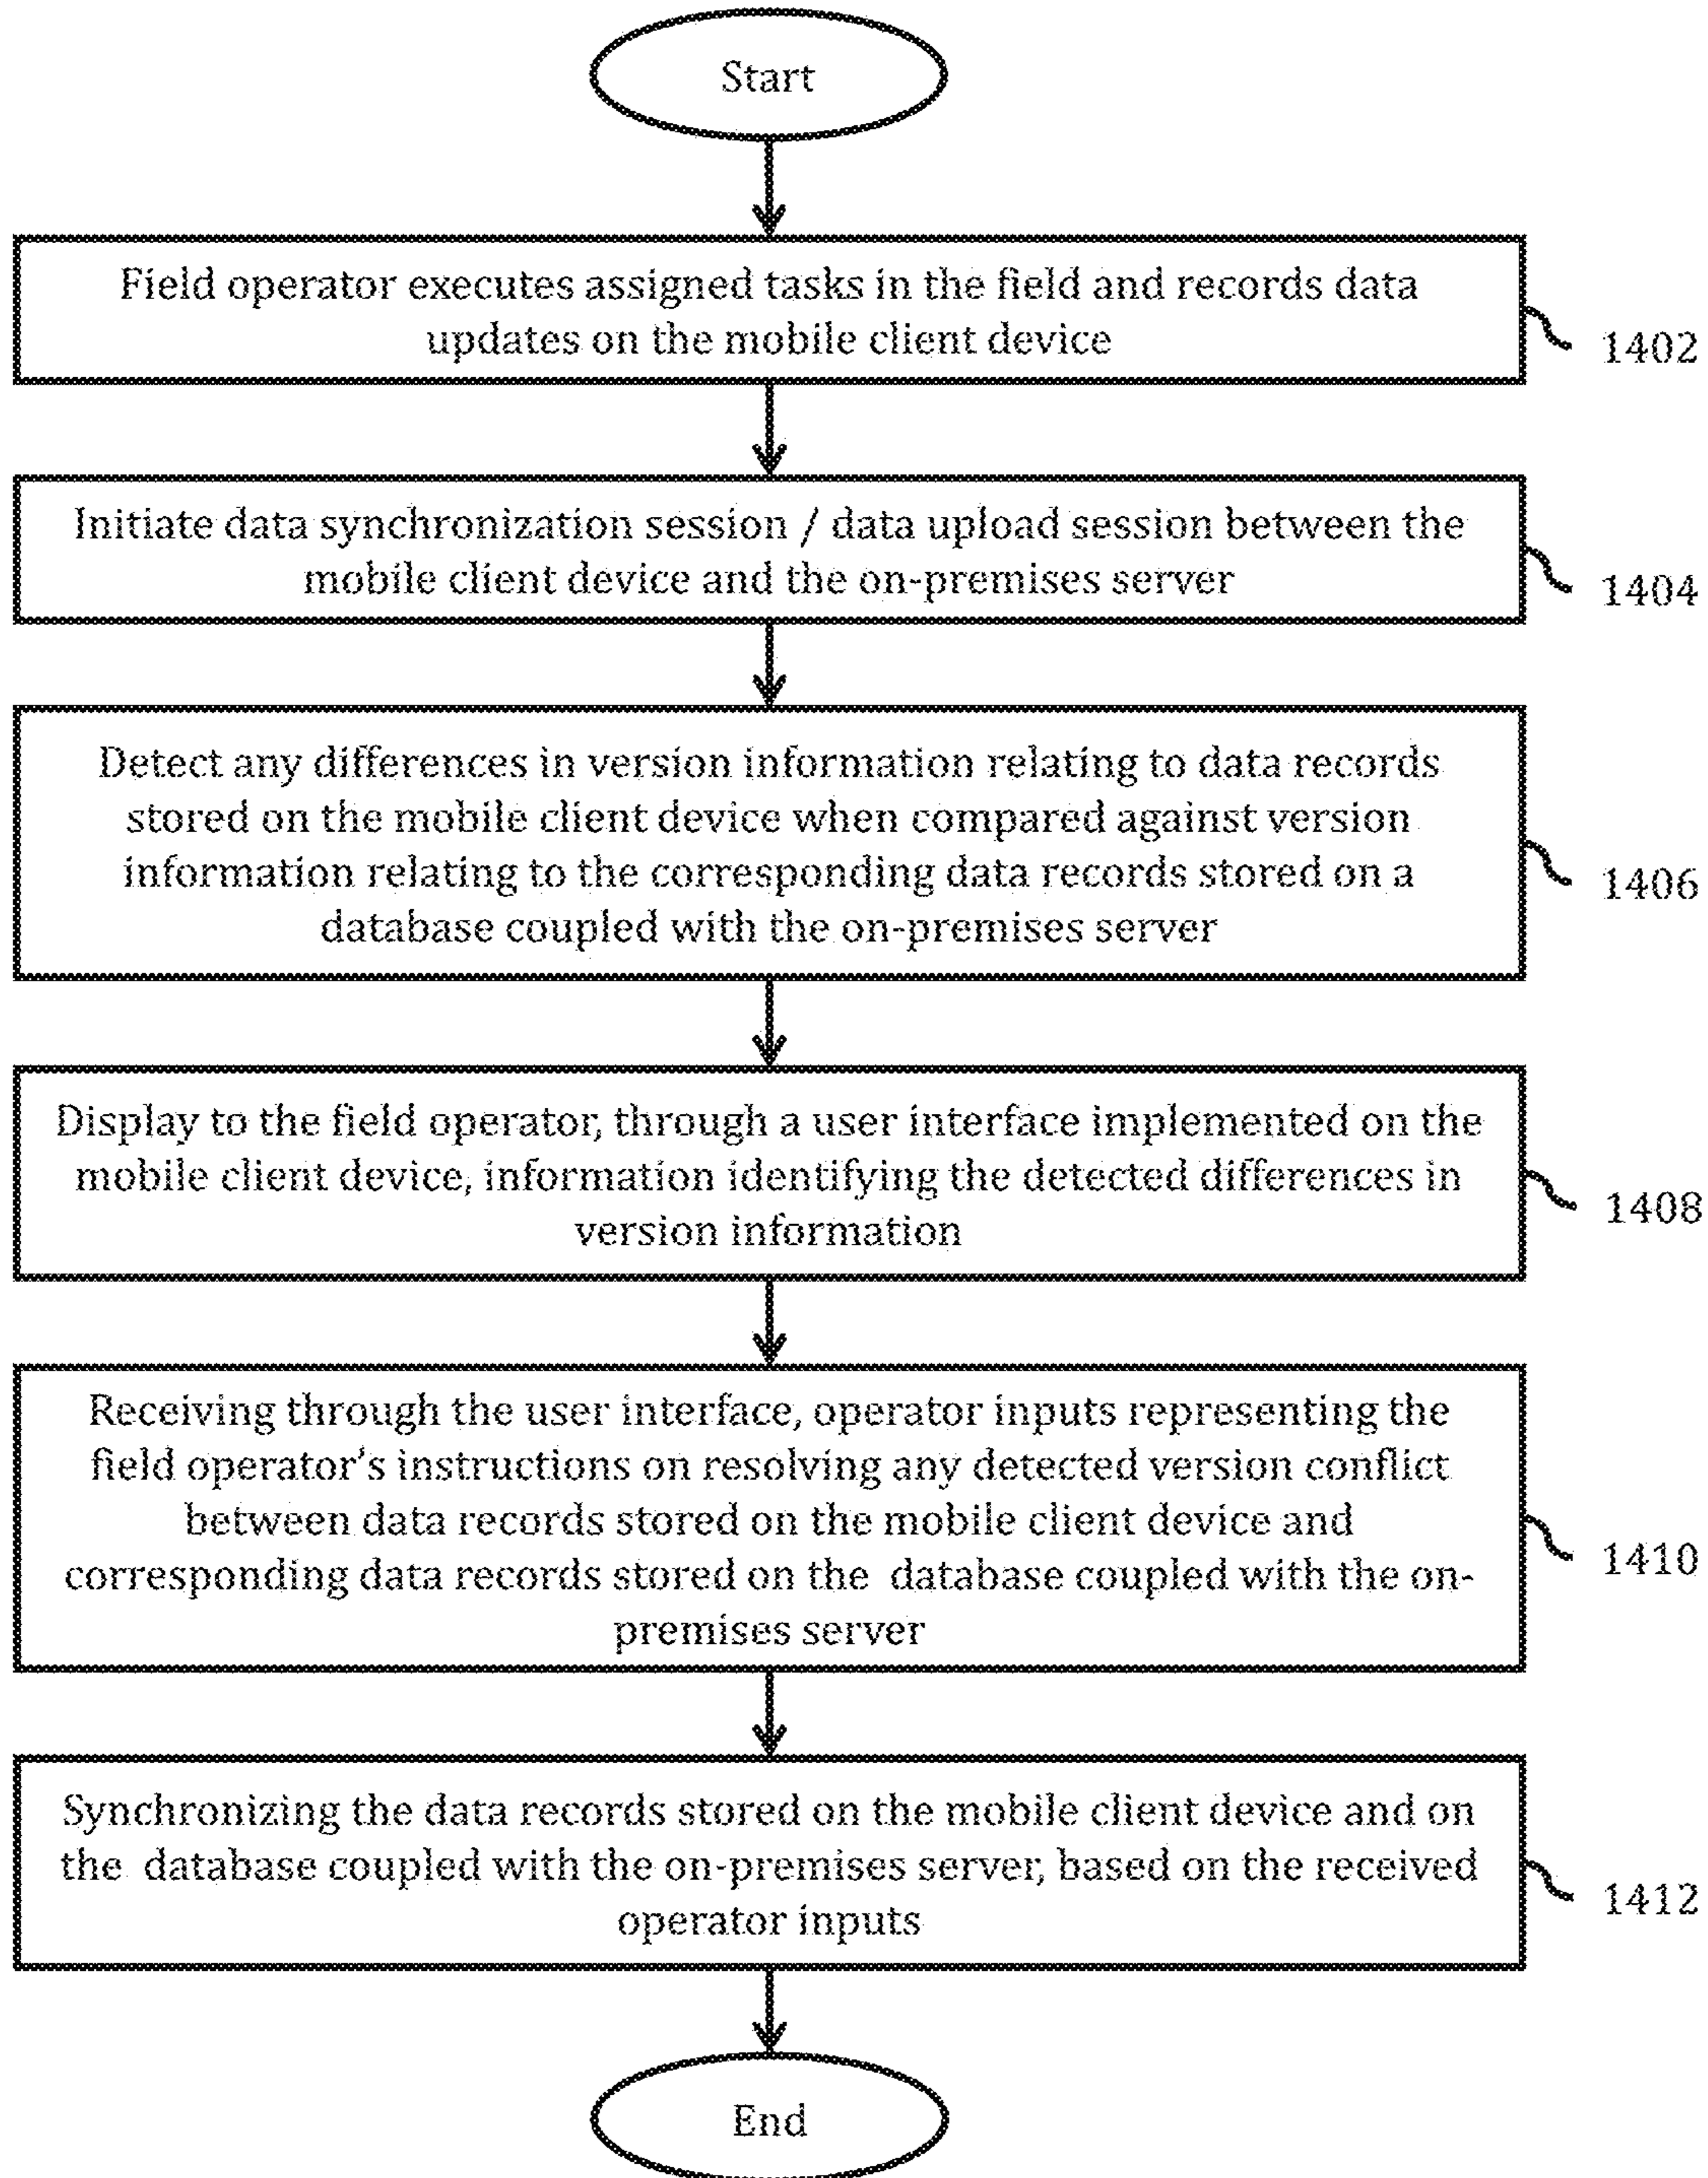 Start
Field operator executes assigned tasks in the field and records data
updates on the mobile client device
1402
Initiate data synchronization session / data upload session between the
mobile client device and the on-premises server
1404
Detect any differences in version information relating to data records
stored on the mobile client device when compared against version
information relating to the corresponding data records stored on a
database coupled with the on-premises server
1406
Display to the field operator, through a user interface implemented on the
mobile client device, information identifying the detected differences in
version information
1408
Receiving through the user interface, operator inputs representing the
field operator's instructions on resolving any detected version conflict
between data records stored on the mobile client device and
corresponding data records stored on the database coupled with the on-
premises server
1410
Synchronizing the data records stored on the mobile client device and on
the database coupled with the on-premises server, based on the received
operator inputs
1412
End